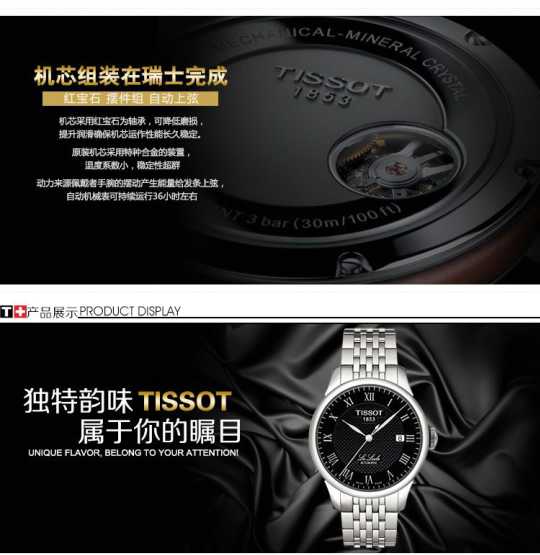 MECHANICAL-MINERAL CRYSTAL
TISSOT
1853
机芯组装在瑞士完成
红宝石 摆件组 自动上弦
机芯采用红宝石为轴承，可降低磨损，
提升润滑确保机芯运作性能长久稳定。
原装机芯采用特种合金的装置，
温度系数小，稳定性超群
动力来源佩戴者手腕的摆动产生能量给发条上弦，
自动机械表可持续运行36小时左右
3 bar (30m/100ft)
T+产品展示 PRODUCT DISPLAY
独特韵味 TISSOT
属于你的瞩目
UNIQUE FLAVOR, BELONG TO YOUR ATTENTION!
XII
TISSOT
1853
Le Locle
AUTOMATIC